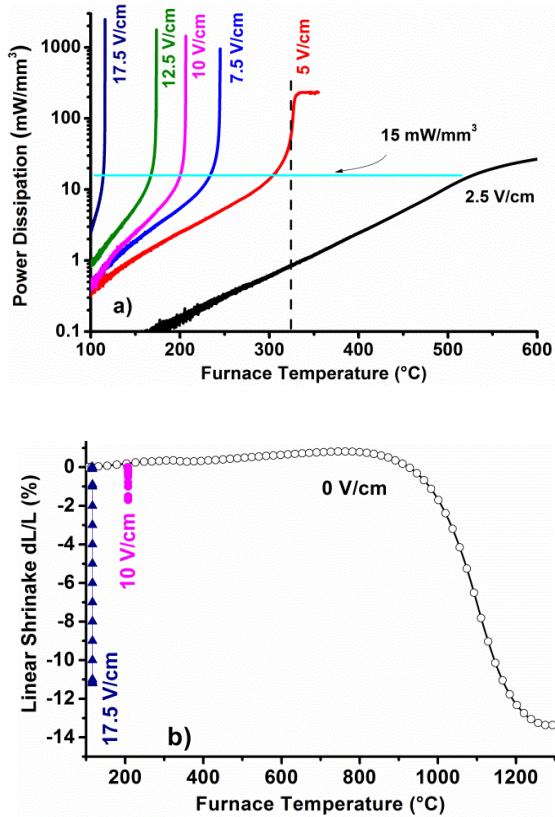 17.5 V/cm
12.5 V/cm
10 V/cm
7.5 V/cm
5 V/cm
15 mW/mm³
2.5 V/cm
Power Dissipation (mW/mm³)
1000
100
10
1
0.1
a)
100 200 300 400 500 600
Furnace Temperature (°C)
0 V/cm
10 V/cm
17.5 V/cm
Linear Shrinake dL/L (%)
0
-2
-4
-6
-8
-10
-12
-14
b)
200 400 600 800 1000 1200
Furnace Temperature (°C)